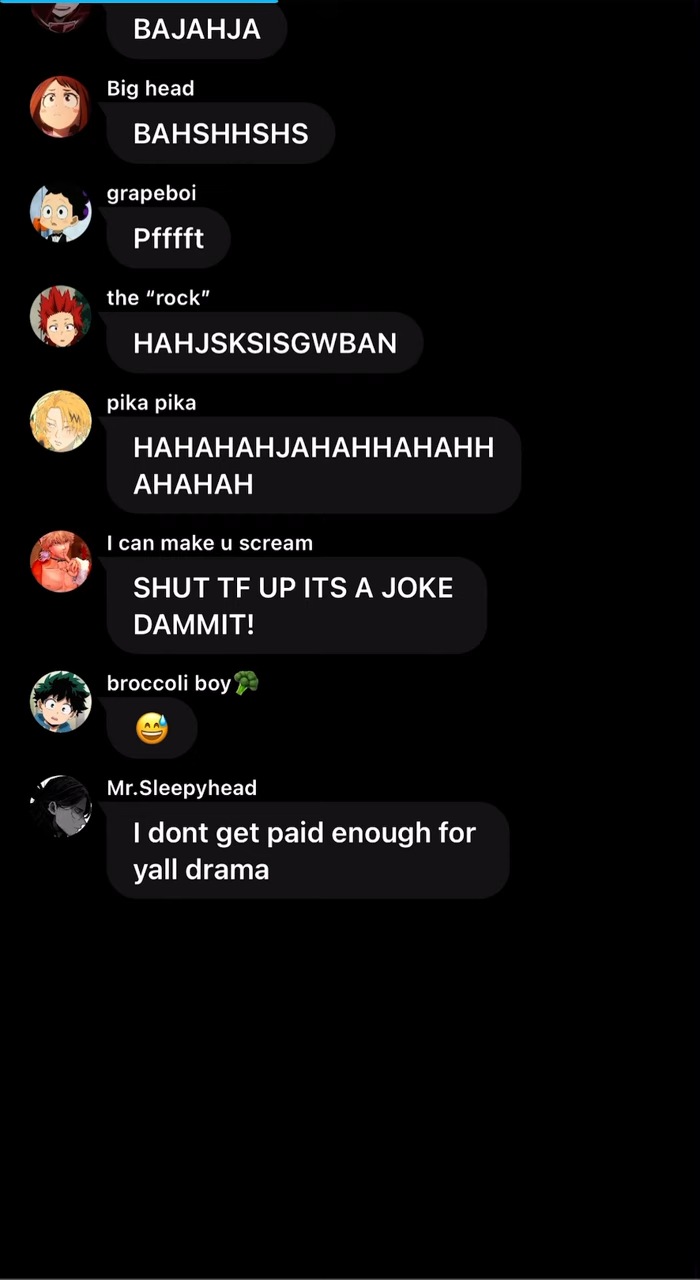 BAJAHJA
Big head
BAHSHHSHS
grapeboi
Pfffft
the “rock”
HAHJSKSISGWBAN
pika pika
HAHAHAHJAHAHHAHAHH
AHAHAH
I can make u scream
SHUT TF UP ITS A JOKE
DAMMIT!
broccoli boy🥦
😅
Mr.Sleepyhead
I dont get paid enough for
yall drama